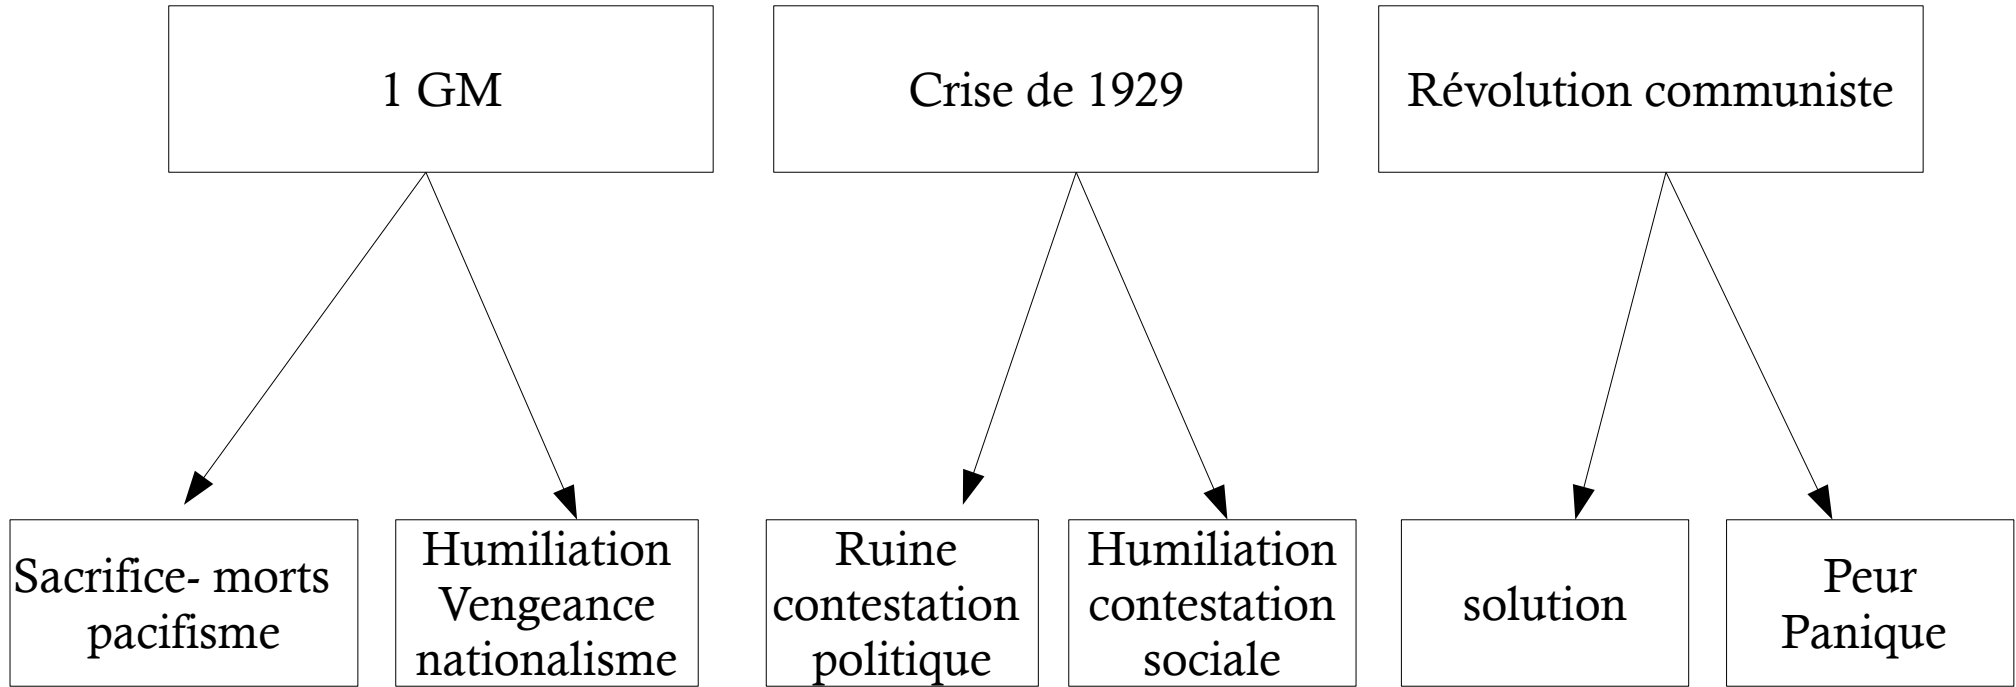 1 GM
Crise de 1929
Révolution communiste
Sacrifice- morts
pacifisme
Humiliation
Vengeance
nationalisme
Ruine
contestation
politique
Humiliation
contestation
sociale
solution
Peur
Panique